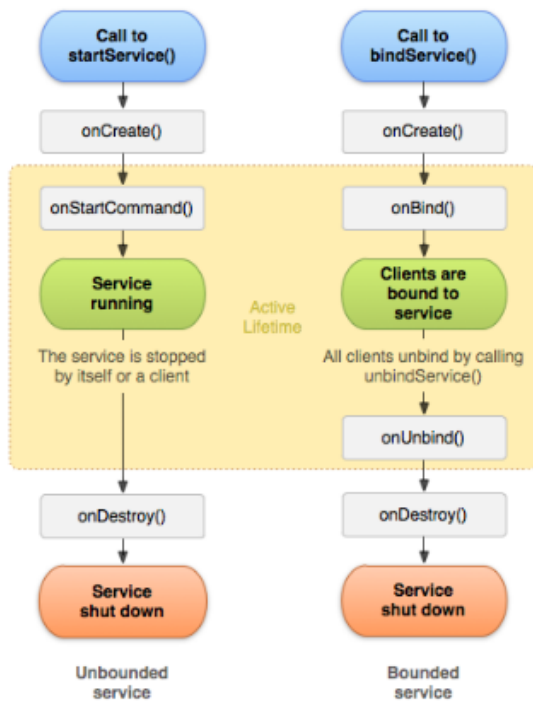 Call to
startService()
onCreate()
onStartCommand()
Service
running
The service is stopped
by itself or a client
onDestroy()
Service
shut down
Unbounded
service
Active
Lifetime
Call to
bindService()
onCreate()
onBind()
Clients are
bound to
service
All clients unbind by calling
unbindService()
onUnbind()
onDestroy()
Service
shut down
Bounded
service